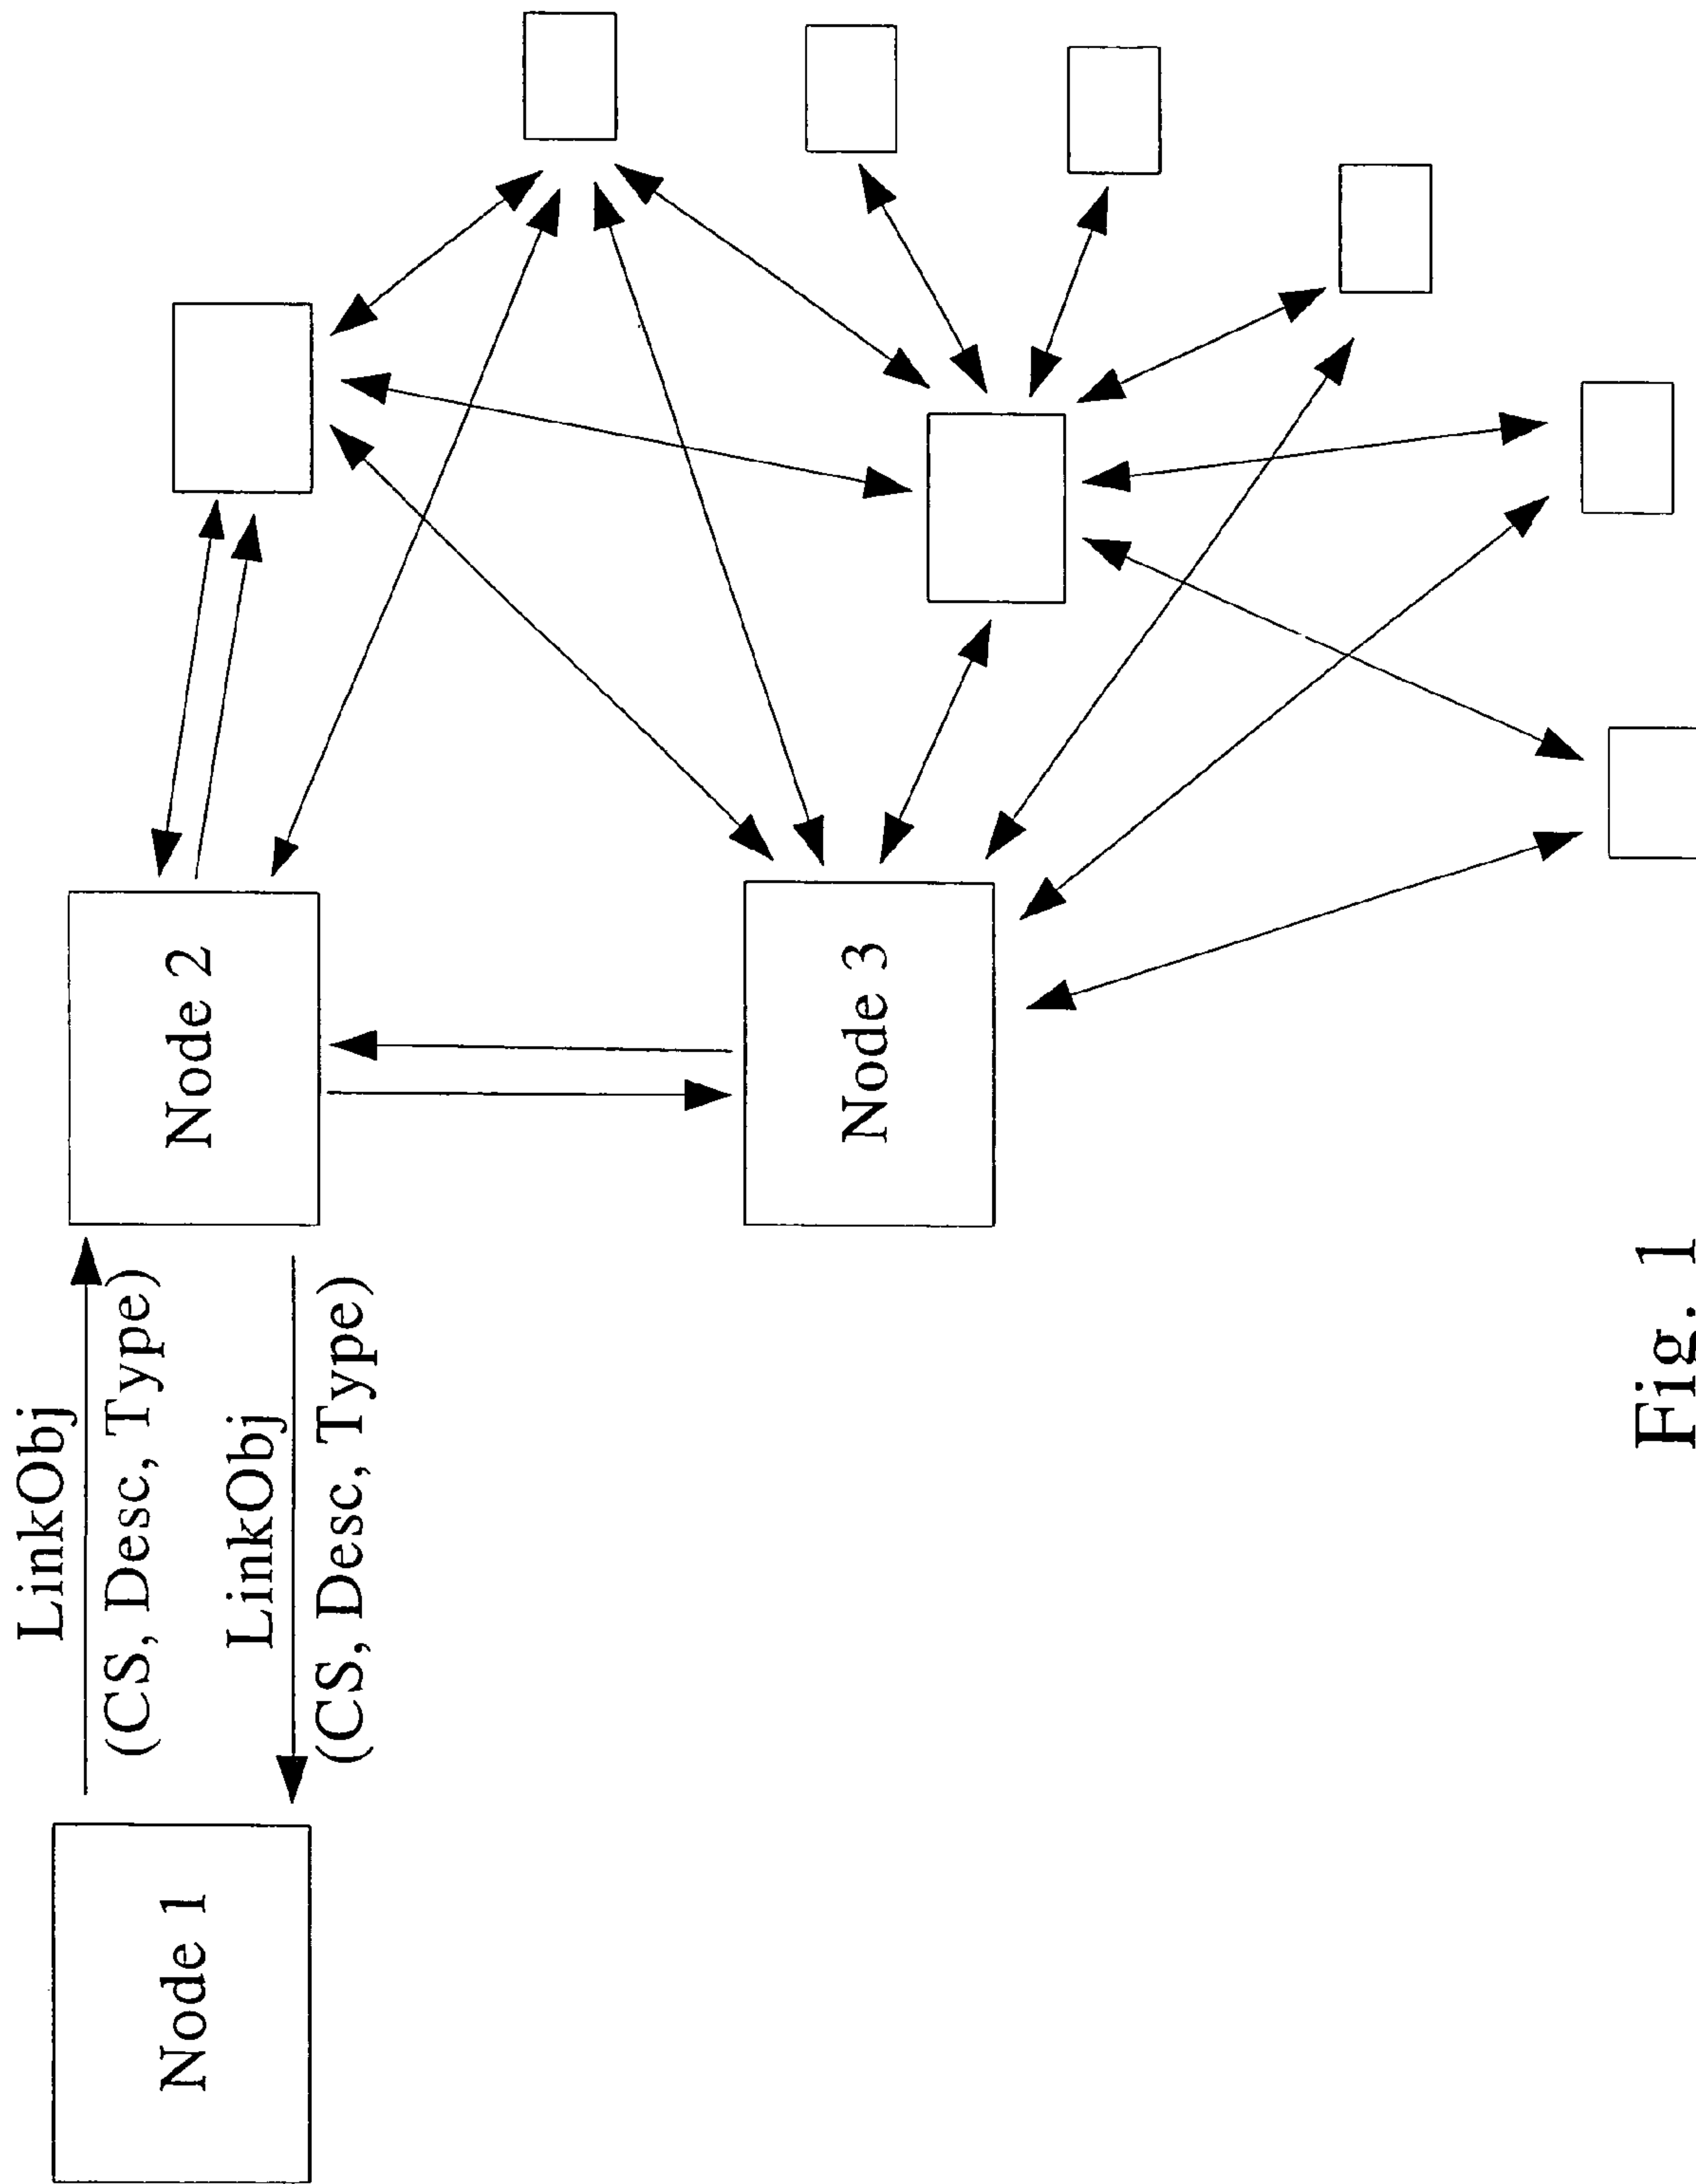 Node 1
LinkObj
(CS, Desc, Type)
LinkObj
(CS, Desc, Type)
Node 2
Node 3
Fig. 1